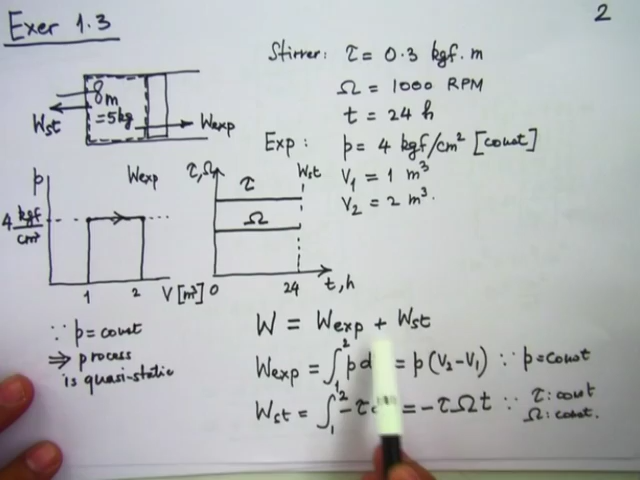 Exer 1.3
2
Stirrer: τ = 0.3 kgf.m
Ω = 1000 RPM
t = 24 h
Exp: p = 4 kgf/cm² [const]
V₁ = 1 m³
V₂ = 2 m³.
m
= 5kg
Wst
Wexp
p
Wexp
4 kgf/cm²
1 2 V [m³]
τ,Ω
Wst
τ
Ω
0 24 t, h
∵ p = const
⇒ process
is quasi-static
W = Wexp + Wst
Wexp = ∫₁² p d = p (V₂-V₁) ∵ p = const
Wst = ∫₁² -τ = -τΩt ∵ τ: const
Ω: const.